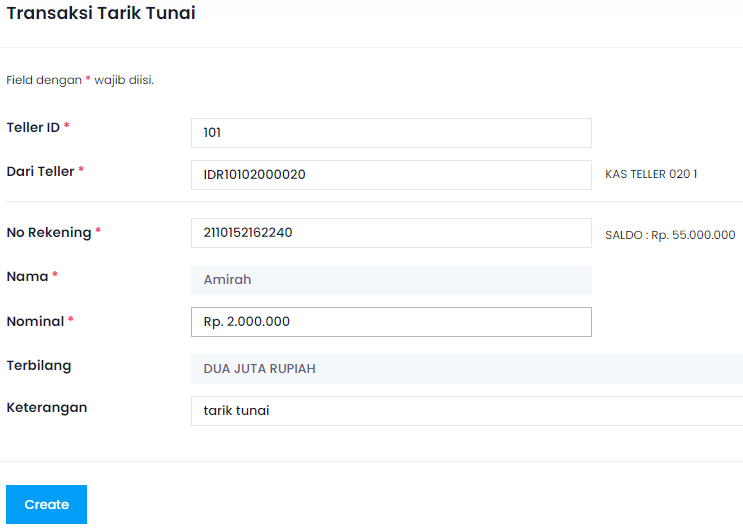 Transaksi Tarik Tunai
Field dengan * wajib diisi.
Teller ID * 101
Dari Teller * IDR10102000020 KAS TELLER 020 1
No Rekening * 2110152162240 SALDO : Rp. 55.000.000
Nama * Amirah
Nominal * Rp. 2.000.000
Terbilang DUA JUTA RUPIAH
Keterangan tarik tunai
Create